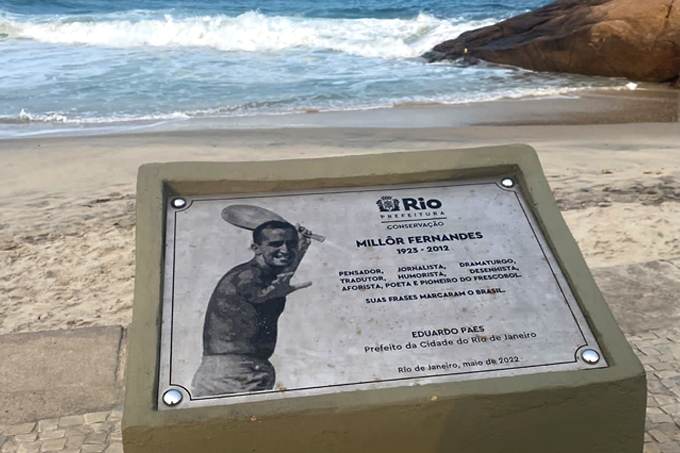 Rio
PREFEITURA
CONSERVAÇÃO
MILLÔR FERNANDES
1923 - 2012
PENSADOR, JORNALISTA, DRAMATURGO,
TRADUTOR, HUMORISTA, DESENHISTA,
AFORISTA, POETA E PIONEIRO DO FRESCOBOL.
SUAS FRASES MARCARAM O BRASIL.
EDUARDO PAES
Prefeito da Cidade do Rio de Janeiro
Rio de Janeiro, maio de 2022